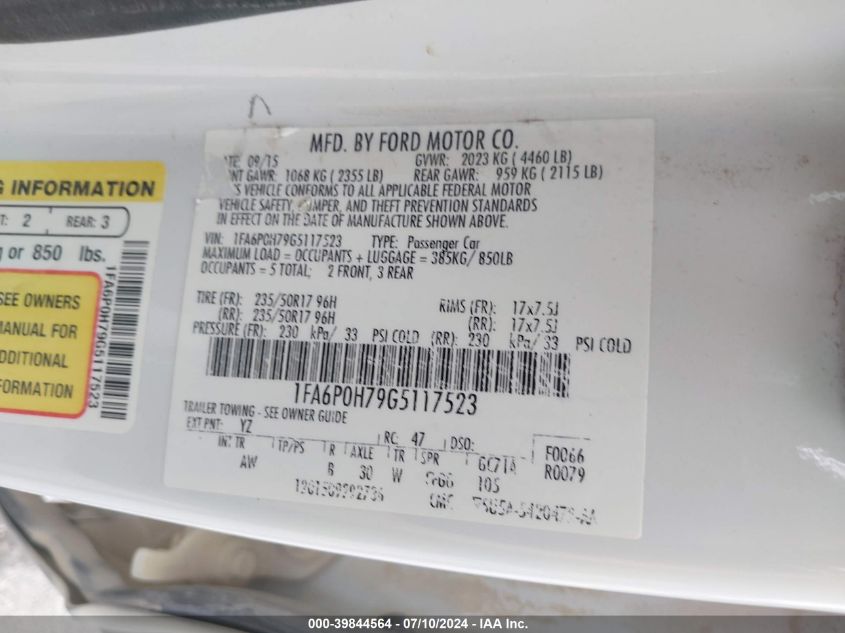 MFD. BY FORD MOTOR CO.
09/15 GVWR: 2023 KG ( 4460 LB)
GAWR: 1068 KG ( 2355 LB) REAR GAWR: 959 KG ( 2115 LB)
VEHICLE CONFORMS TO ALL APPLICABLE FEDERAL MOTOR
VEHICLE SAFETY, BUMPER, AND THEFT PREVENTION STANDARDS
IN EFFECT ON THE DATE OF MANUFACTURE SHOWN ABOVE.
VIN: 1FA6P0H79G5117523 TYPE: Passenger Car
MAXIMUM LOAD = OCCUPANTS + LUGGAGE = 385KG/ 850LB
OCCUPANTS = 5 TOTAL; 2 FRONT, 3 REAR
TIRE (FR): 235/50R17 96H RIMS (FR): 17x7.5J
(RR): 235/50R17 96H (RR): 17x7.5J
PRESSURE (FR): 230 kPa/ 33 PSI COLD (RR): 230 kPa/ 33 PSI COLD
1FA6P0H79G5117523
TRAILER TOWING - SEE OWNER GUIDE
EXT PNT: YZ RC: 47 DSO: F0066
INT TR TP/PS R AXLE TR SPR R0079
AW B 30 W
G INFORMATION
T: 2 REAR: 3
g or 850 lbs.
SEE OWNERS
MANUAL FOR
ADDITIONAL
INFORMATION
1FA6P0H79G5117523
000-39844564 | 07/10/2024 | IAA Inc.